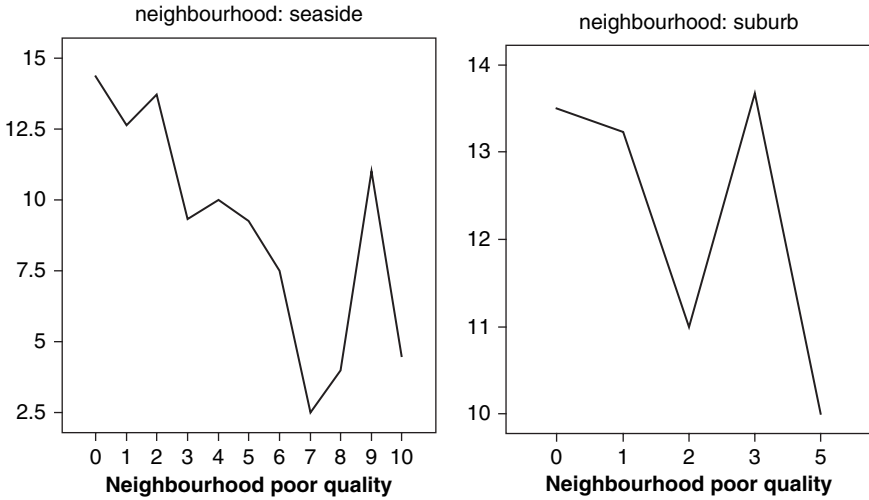 neighbourhood: seaside
15
12.5
10
7.5
5
2.5
0 1 2 3 4 5 6 7 8 9 10
Neighbourhood poor quality
neighbourhood: suburb
14
13
12
11
10
0 1 2 3 5
Neighbourhood poor quality